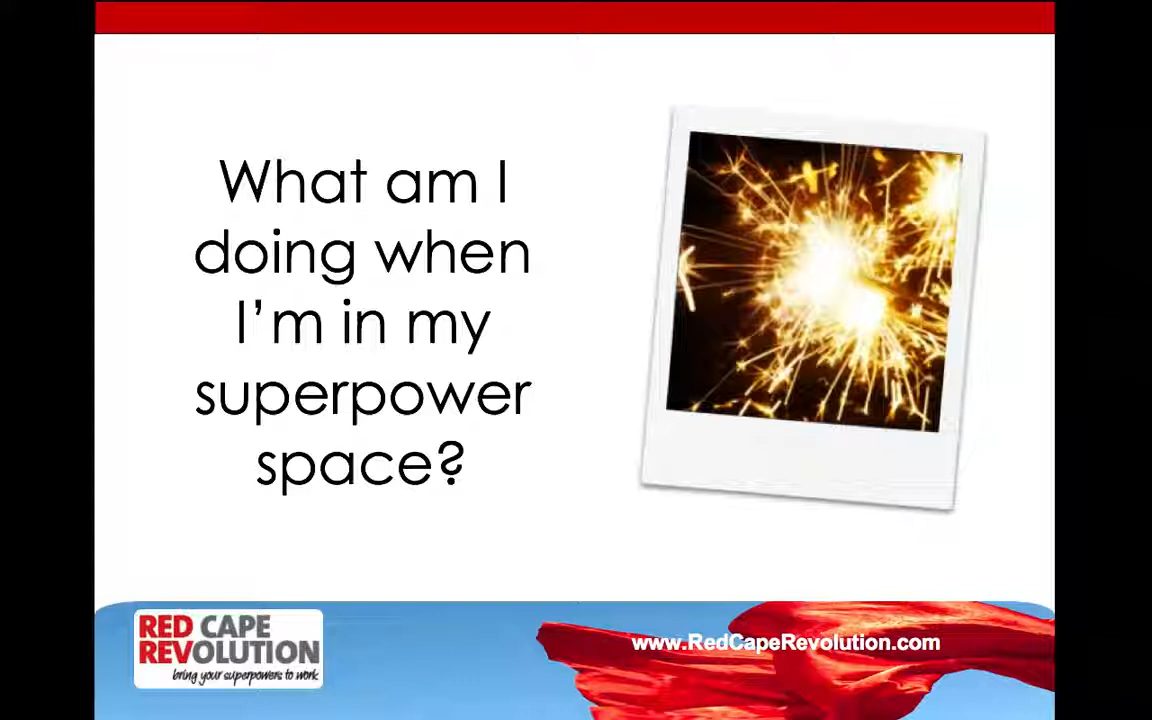 What am I
doing when
I'm in my
superpower
space?
RED CAPE
REVOLUTION
bring your superpowers to work
www.RedCapeRevolution.com